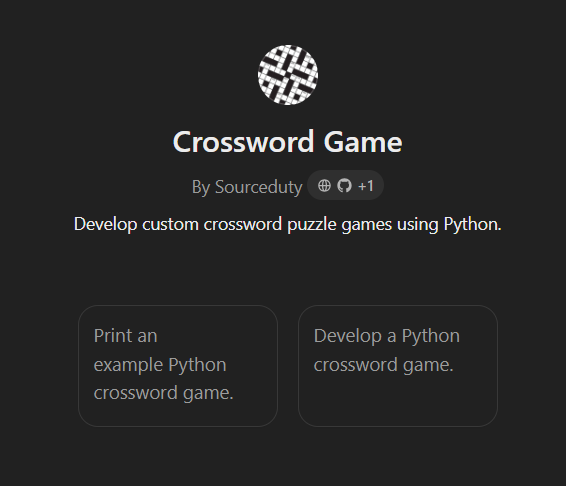 Crossword Game
By Sourceduty +1
Develop custom crossword puzzle games using Python.
Print an
example Python
crossword game.
Develop a Python
crossword game.